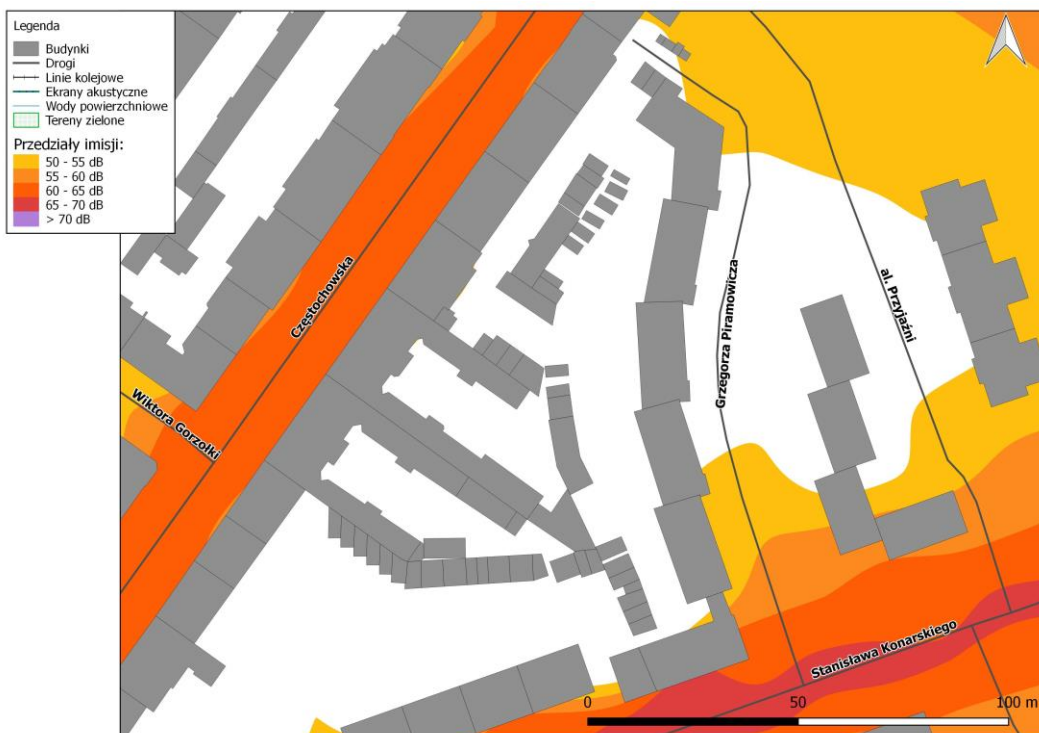 Legenda
Budynki
Drogi
Linie kolejowe
Ekrany akustyczne
Wody powierzchniowe
Tereny zielone
Przedziały imisji:
50 - 55 dB
55 - 60 dB
60 - 65 dB
65 - 70 dB
> 70 dB
Częstochowska
Wiktora Gorzołki
Grzegorza Piramowicza
al. Przyjaźni
Stanisława Konarskiego
0 50 100 m